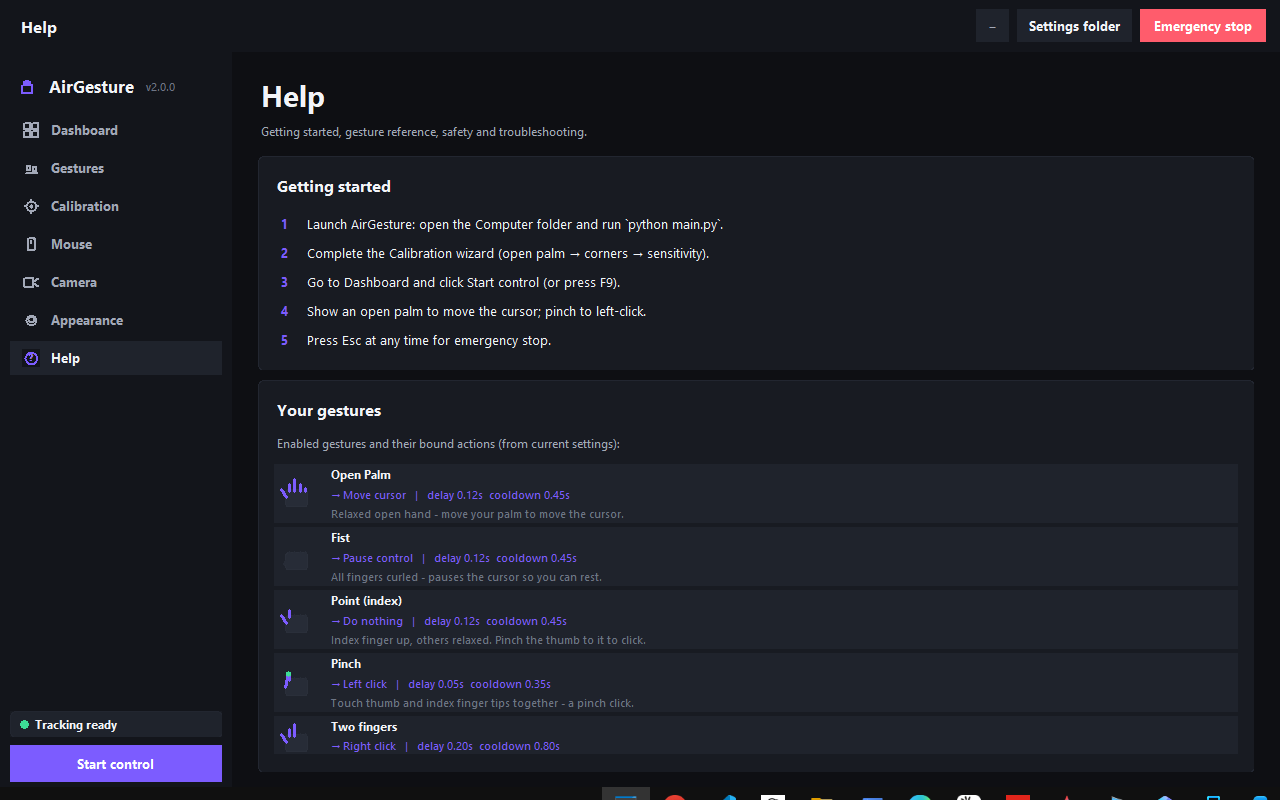 Help
–
Settings folder
Emergency stop
AirGesture v2.0.0
Dashboard
Gestures
Calibration
Mouse
Camera
Appearance
Help
Tracking ready
Start control
Help
Getting started, gesture reference, safety and troubleshooting.
Getting started
1 Launch AirGesture: open the Computer folder and run `python main.py`.
2 Complete the Calibration wizard (open palm → corners → sensitivity).
3 Go to Dashboard and click Start control (or press F9).
4 Show an open palm to move the cursor; pinch to left-click.
5 Press Esc at any time for emergency stop.
Your gestures
Enabled gestures and their bound actions (from current settings):
Open Palm
→ Move cursor | delay 0.12s cooldown 0.45s
Relaxed open hand - move your palm to move the cursor.
Fist
→ Pause control | delay 0.12s cooldown 0.45s
All fingers curled - pauses the cursor so you can rest.
Point (index)
→ Do nothing | delay 0.12s cooldown 0.45s
Index finger up, others relaxed. Pinch the thumb to it to click.
Pinch
→ Left click | delay 0.05s cooldown 0.35s
Touch thumb and index finger tips together - a pinch click.
Two fingers
→ Right click | delay 0.20s cooldown 0.80s